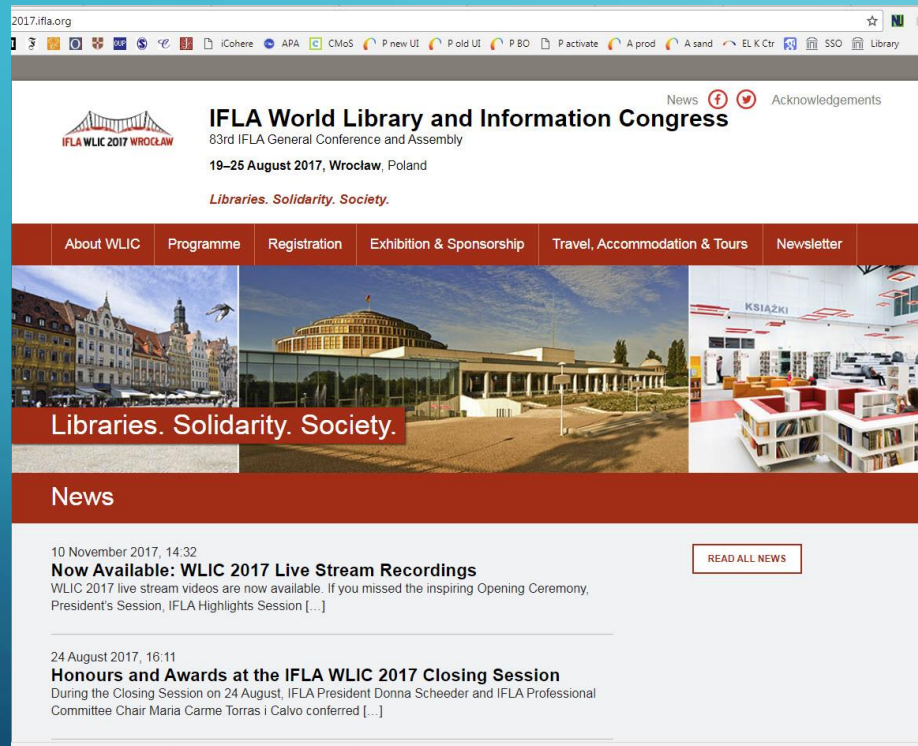 2017.ifla.org
iCohere APA CMoS P new UI P old UI P BO P activate A prod A sand EL K Ctr SSO Library
News Acknowledgements
IFLA WLIC 2017 WROCŁAW
IFLA World Library and Information Congress
83rd IFLA General Conference and Assembly
19–25 August 2017, Wrocław, Poland
Libraries. Solidarity. Society.
About WLIC Programme Registration Exhibition & Sponsorship Travel, Accommodation & Tours Newsletter
KSIĄŻKI
Libraries. Solidarity. Society.
News
10 November 2017, 14:32
Now Available: WLIC 2017 Live Stream Recordings
WLIC 2017 live stream videos are now available. If you missed the inspiring Opening Ceremony,
President's Session, IFLA Highlights Session […]
READ ALL NEWS
24 August 2017, 16:11
Honours and Awards at the IFLA WLIC 2017 Closing Session
During the Closing Session on 24 August, IFLA President Donna Scheeder and IFLA Professional
Committee Chair Maria Carme Torras i Calvo conferred […]